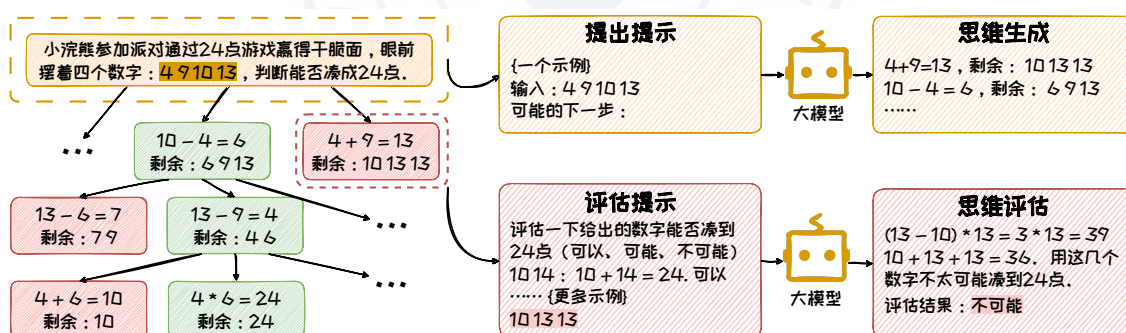 小浣熊参加派对通过24点游戏赢得干脆面，眼前
摆着四个数字：4 9 10 13，判断能否凑成24点.
...
10 - 4 = 6
剩余：6 9 13
4 + 9 = 13
剩余：10 13 13
13 - 6 = 7
剩余：7 9
13 - 9 = 4
剩余：4 6
...
4 + 6 = 10
剩余：10
4 * 6 = 24
剩余：24
...
提出提示
{一个示例}
输入：4 9 10 13
可能的下一步：
大模型
思维生成
4+9=13，剩余：10 13 13
10 - 4 = 6，剩余：6 9 13
......
评估提示
评估一下给出的数字能否凑到
24点（可以、可能、不可能）
10 14：10 + 14 = 24. 可以
...... {更多示例}
10 13 13
大模型
思维评估
(13 - 10) * 13 = 3 * 13 = 39
10 + 13 + 13 = 36. 用这几个
数字不太可能凑到24点.
评估结果：不可能